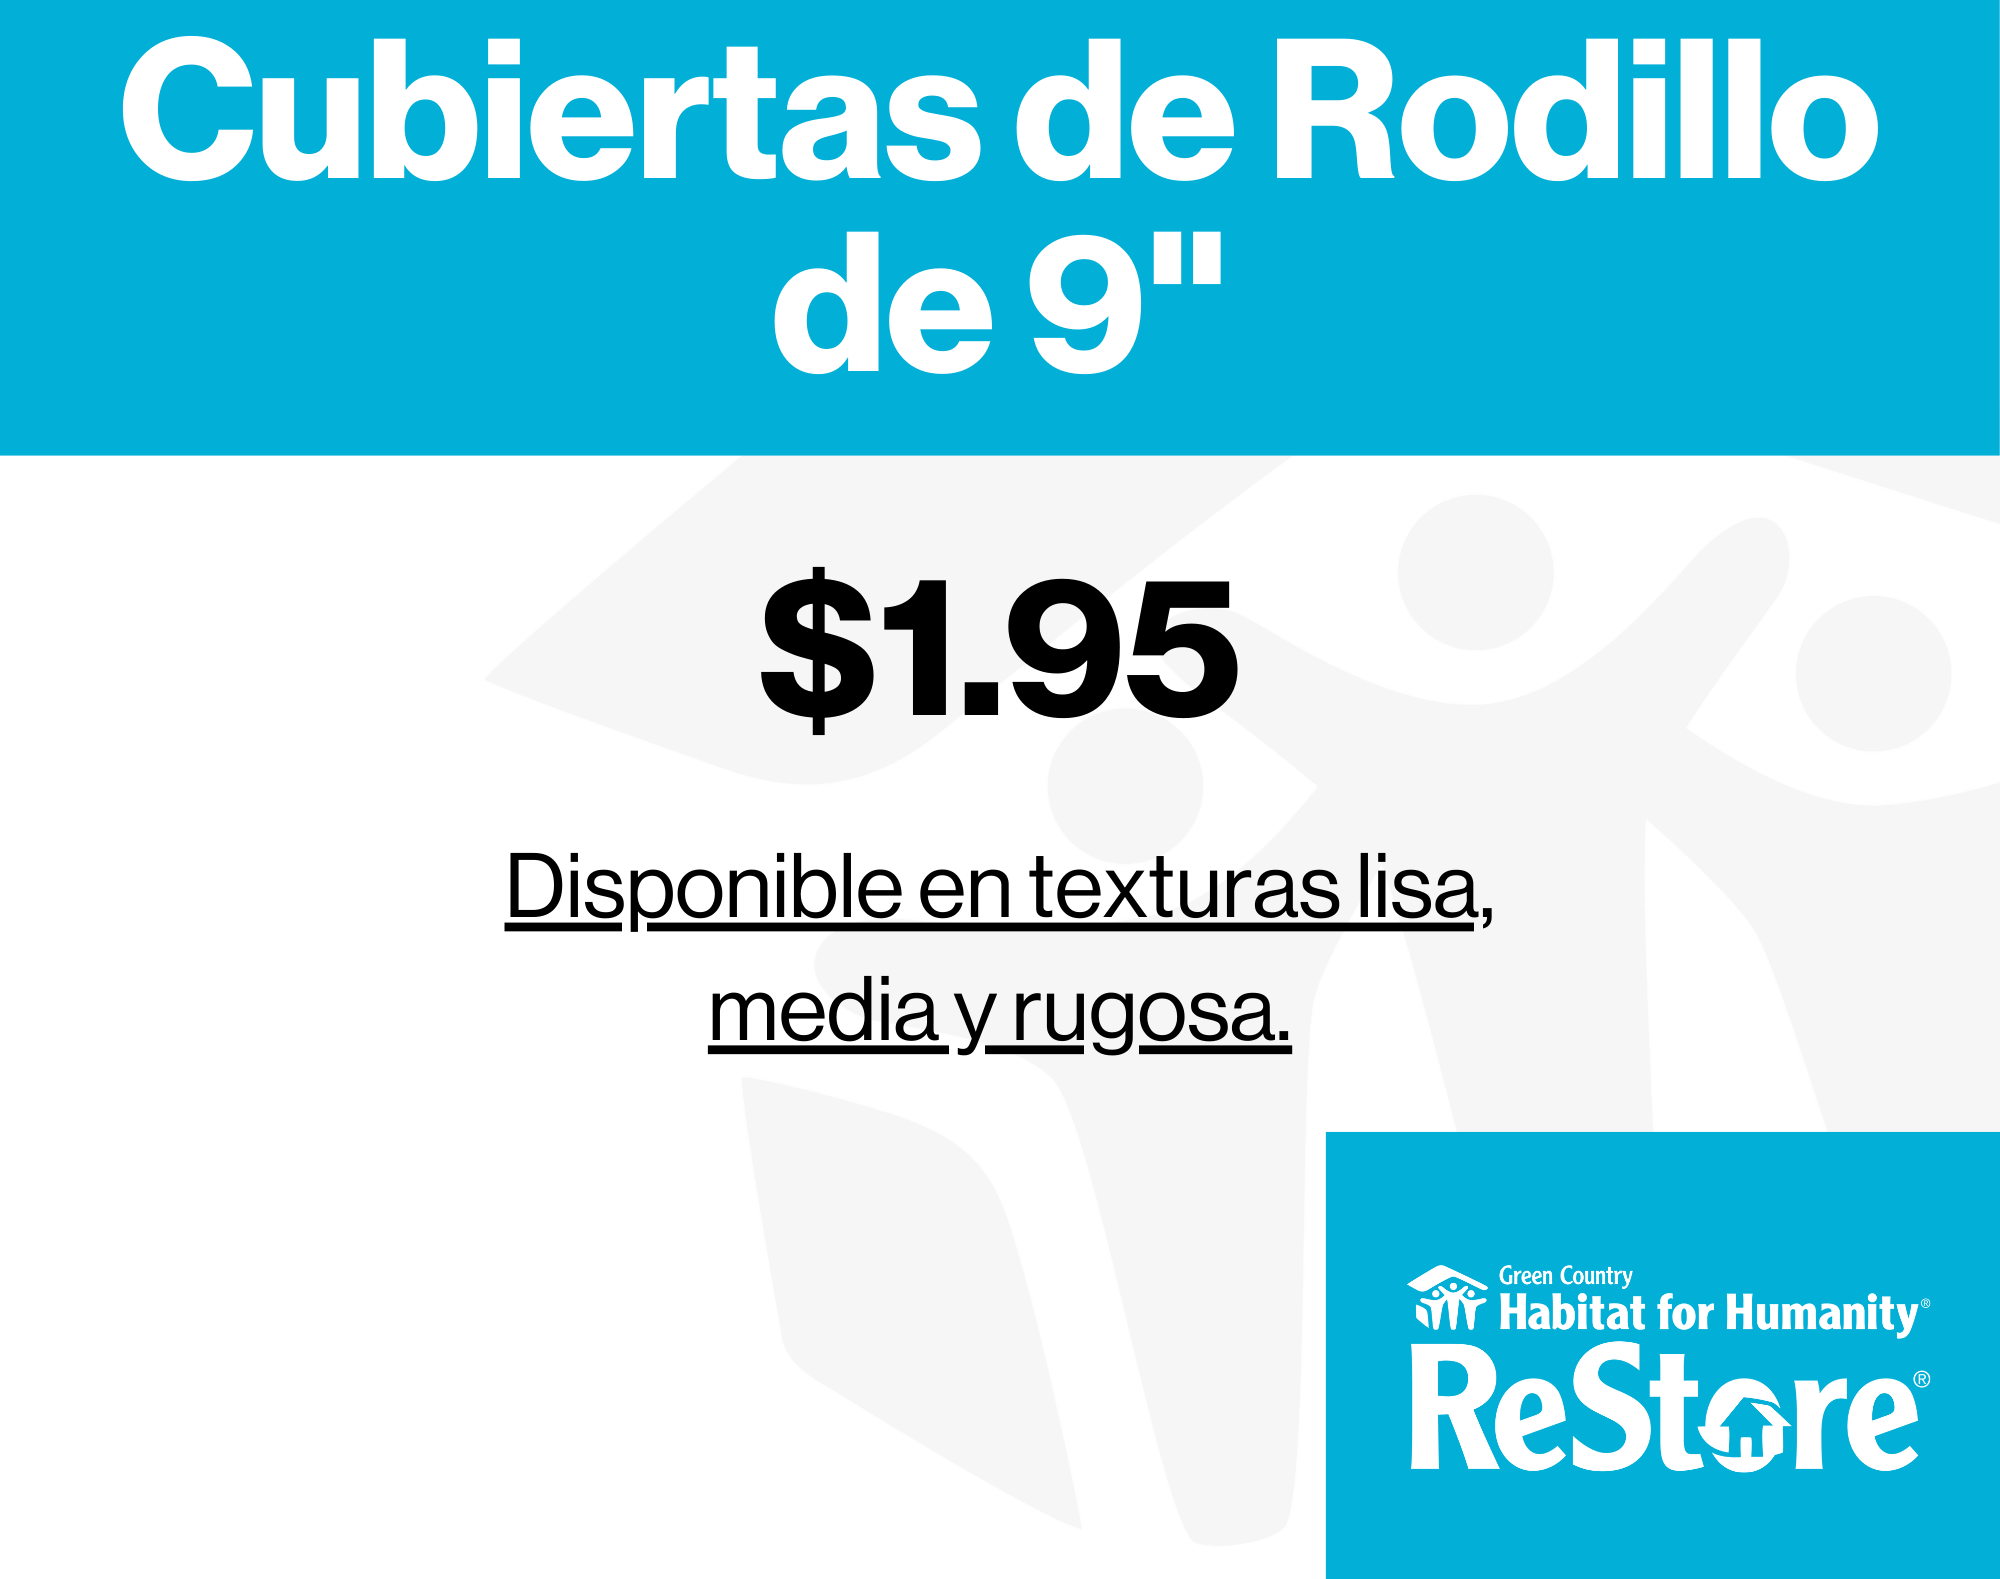 Cubiertas de Rodillo
de 9"
$1.95
Disponible en texturas lisa,
media y rugosa.
Green Country
Habitat for Humanity®
ReStore®